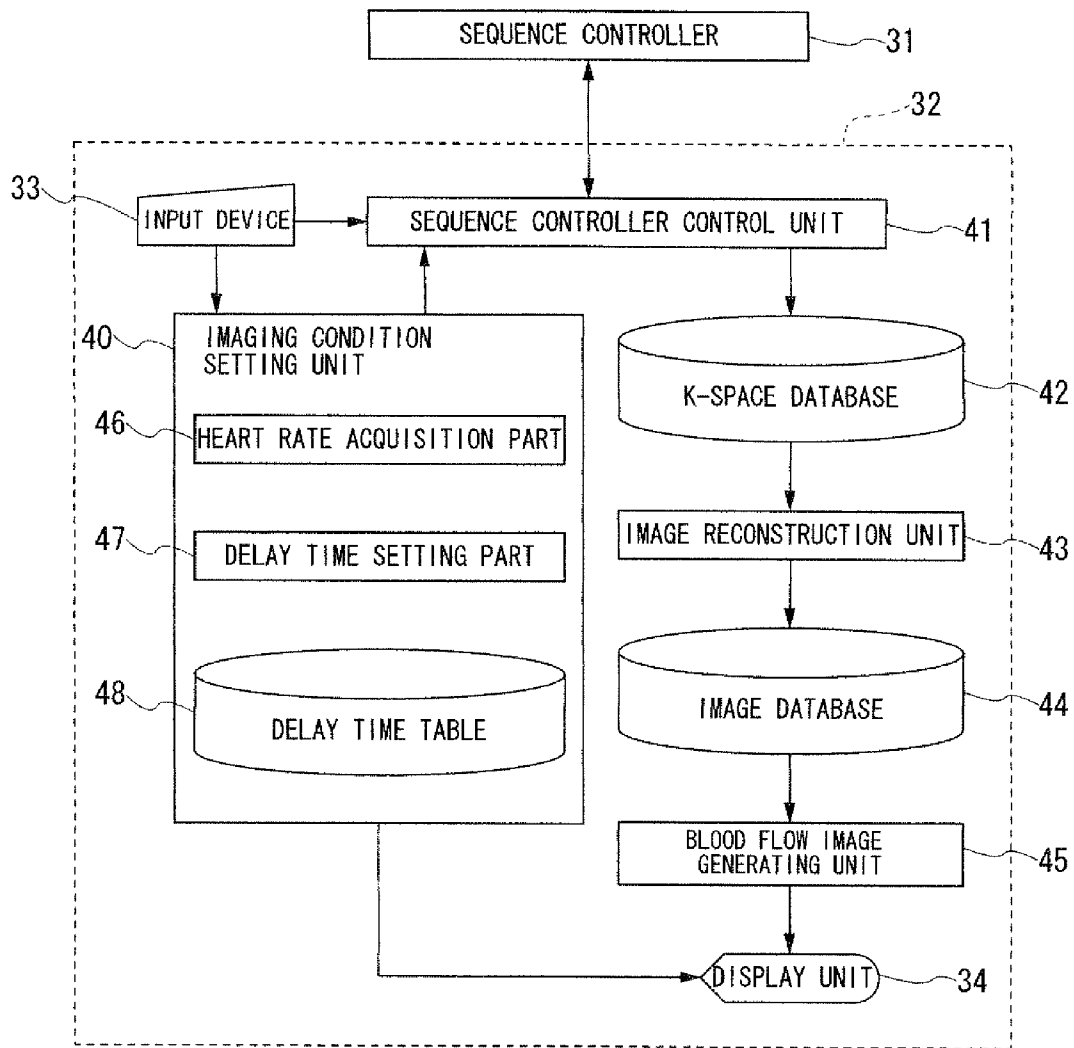 SEQUENCE CONTROLLER
31
32
33
INPUT DEVICE
SEQUENCE CONTROLLER CONTROL UNIT
41
40
IMAGING CONDITION
SETTING UNIT
46
HEART RATE ACQUISITION PART
47
DELAY TIME SETTING PART
48
DELAY TIME TABLE
K-SPACE DATABASE
42
IMAGE RECONSTRUCTION UNIT
43
IMAGE DATABASE
44
BLOOD FLOW IMAGE
GENERATING UNIT
45
DISPLAY UNIT
34